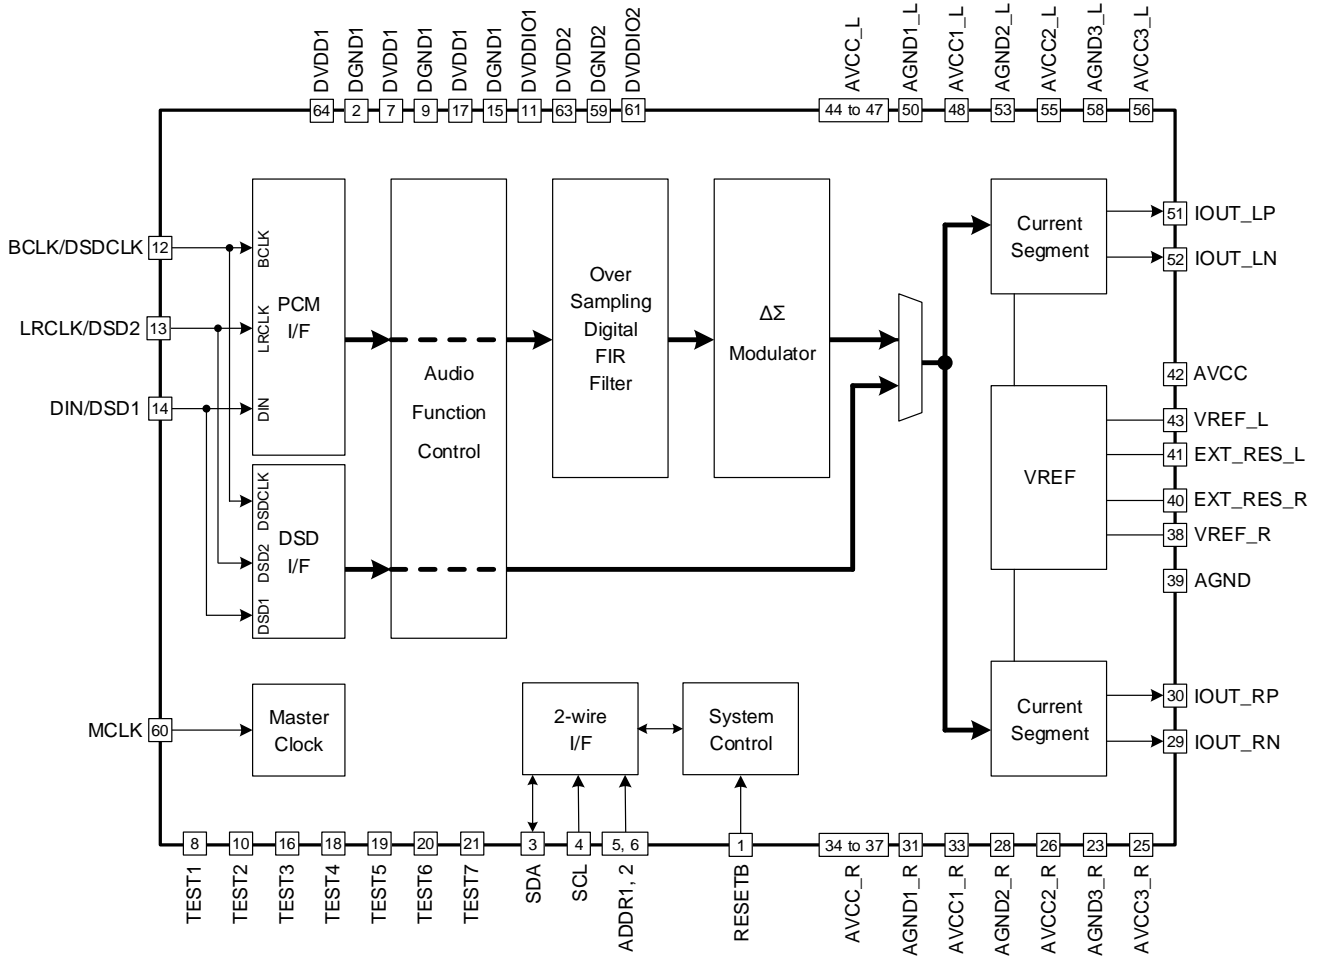 DVDD1
DGND1
DVDD1
DGND1
DVDD1
DGND1
DVDDIO1
DVDD2
DGND2
DVDDIO2
AVCC_L
AGND1_L
AVCC1_L
AGND2_L
AVCC2_L
AGND3_L
AVCC3_L
64
2
7
9
17
15
11
63
59
61
44 to 47
50
48
53
55
58
56
BCLK/DSDCLK
12
LRCLK/DSD2
13
DIN/DSD1
14
MCLK
60
BCLK
LRCLK
DIN
PCM
I/F
DSDCLK
DSD2
DSD1
DSD
I/F
Audio
Function
Control
Over
Sampling
Digital
FIR
Filter
ΔΣ
Modulator
Current
Segment
VREF
Current
Segment
51
IOUT_LP
52
IOUT_LN
42
AVCC
43
VREF_L
41
EXT_RES_L
40
EXT_RES_R
38
VREF_R
39
AGND
30
IOUT_RP
29
IOUT_RN
Master
Clock
2-wire
I/F
System
Control
8
10
16
18
19
20
21
3
4
5, 6
1
34 to 37
31
33
28
26
23
25
TEST1
TEST2
TEST3
TEST4
TEST5
TEST6
TEST7
SDA
SCL
ADDR1, 2
RESETB
AVCC_R
AGND1_R
AVCC1_R
AGND2_R
AVCC2_R
AGND3_R
AVCC3_R